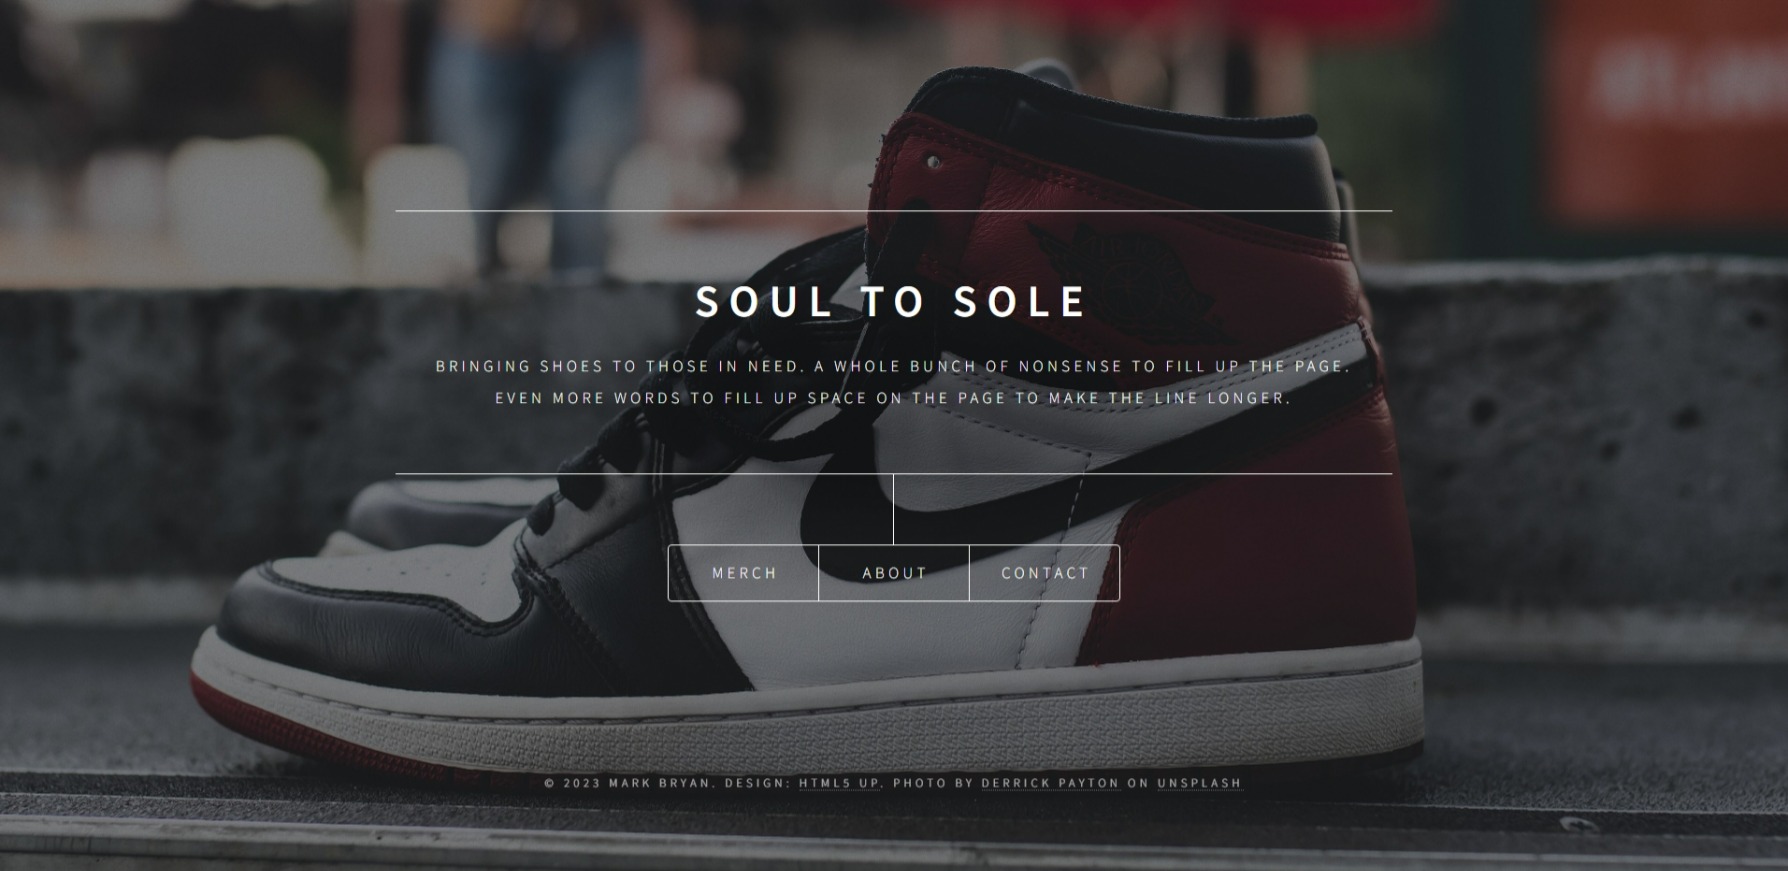 SOUL TO SOLE
BRINGING SHOES TO THOSE IN NEED. A WHOLE BUNCH OF NONSENSE TO FILL UP THE PAGE.
EVEN MORE WORDS TO FILL UP SPACE ON THE PAGE TO MAKE THE LINE LONGER.
MERCH ABOUT CONTACT
© 2023 MARK BRYAN. DESIGN: HTML5 UP. PHOTO BY DERRICK PAYTON ON UNSPLASH